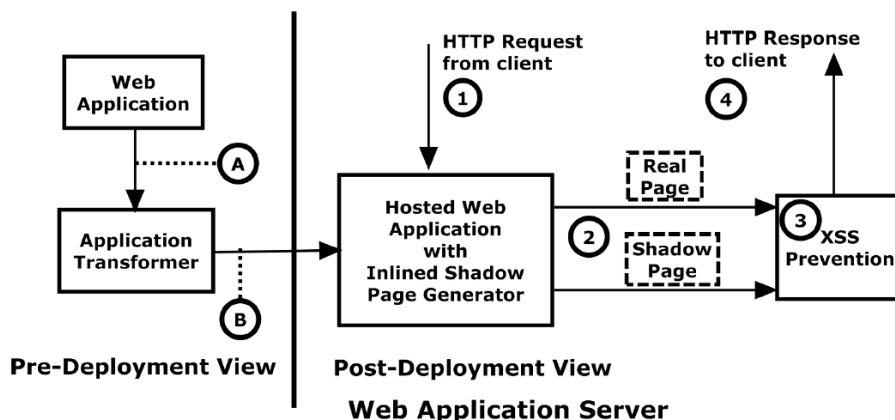 Web
Application
A
Application
Transformer
B
Pre-Deployment View
HTTP Request
from client
1
HTTP Response
to client
4
Hosted Web
Application
with
Inlined Shadow
Page Generator
Real
Page
2
Shadow
Page
3
XSS
Prevention
Post-Deployment View
Web Application Server